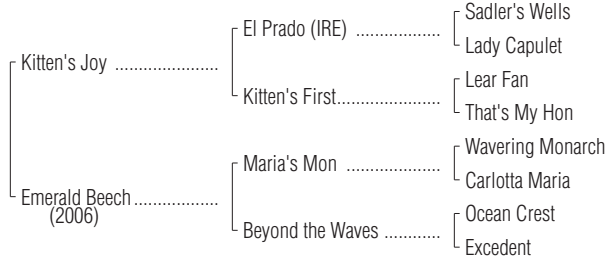 Sadler's Wells
El Prado (IRE) ..................
Lady Capulet
Kitten's Joy ......................
Lear Fan
Kitten's First......................
That's My Hon
Wavering Monarch
Maria's Mon ....................
Carlotta Maria
Emerald Beech..................
(2006)
Ocean Crest
Beyond the Waves ............
Excedent